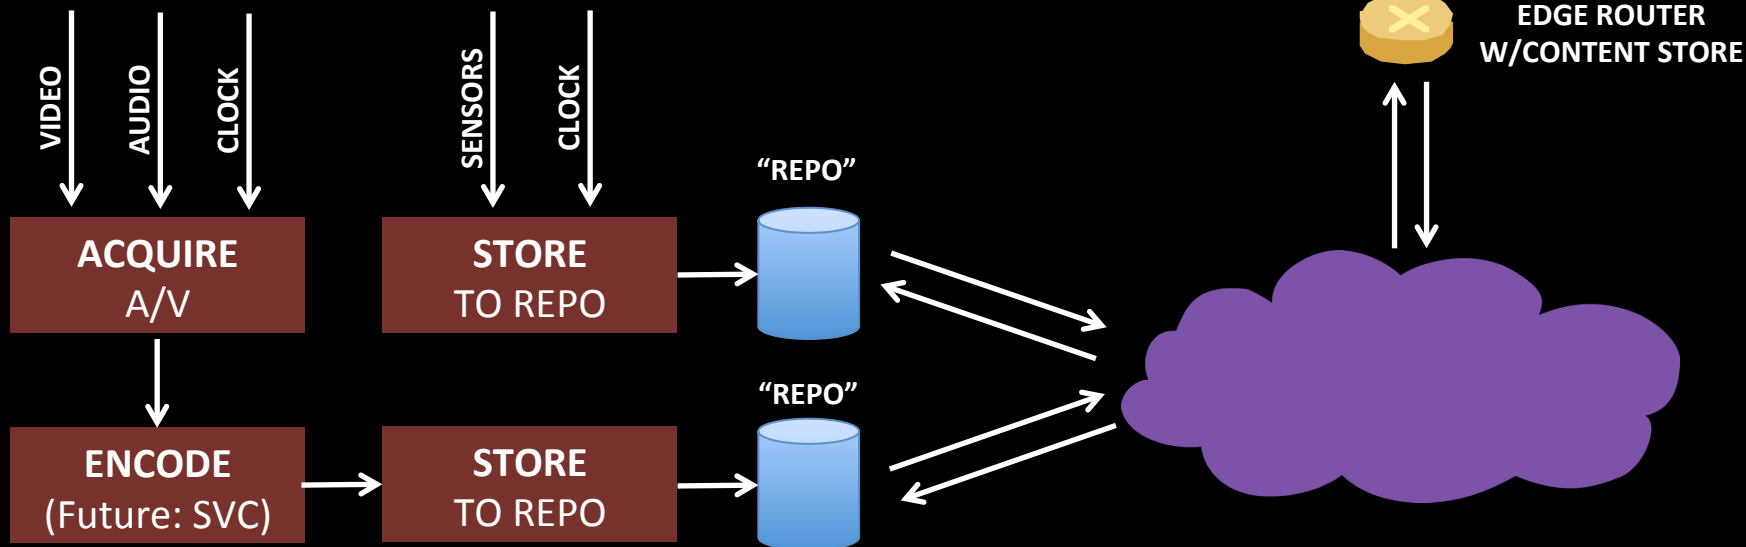 EDGE ROUTER
W/CONTENT STORE
VIDEO
AUDIO
CLOCK
SENSORS
CLOCK
“REPO”
ACQUIRE
A/V
STORE
TO REPO
“REPO”
ENCODE
(Future: SVC)
STORE
TO REPO